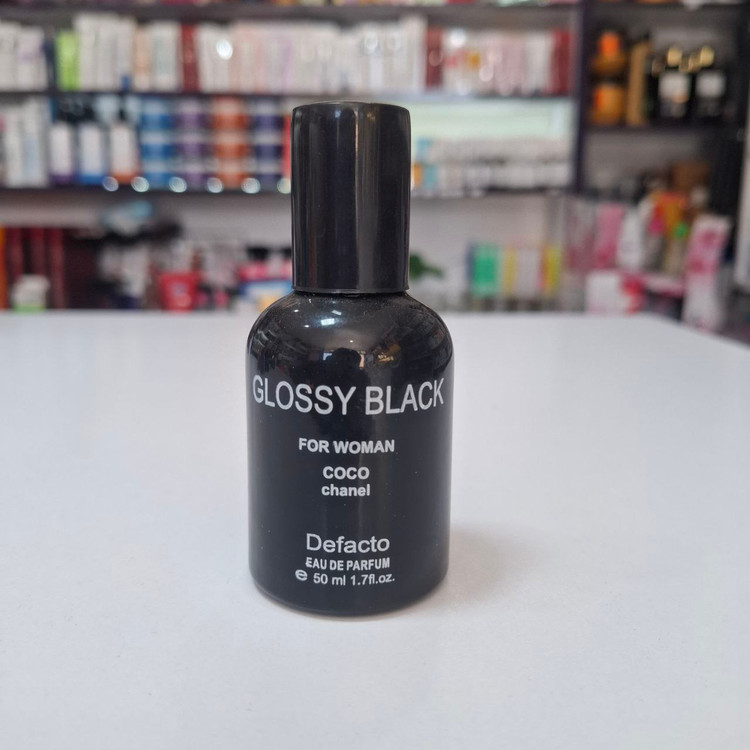 GLOSSY BLACK
FOR WOMAN
COCO
chanel
Defacto
EAU DE PARFUM
e 50 ml 1.7fl.oz.